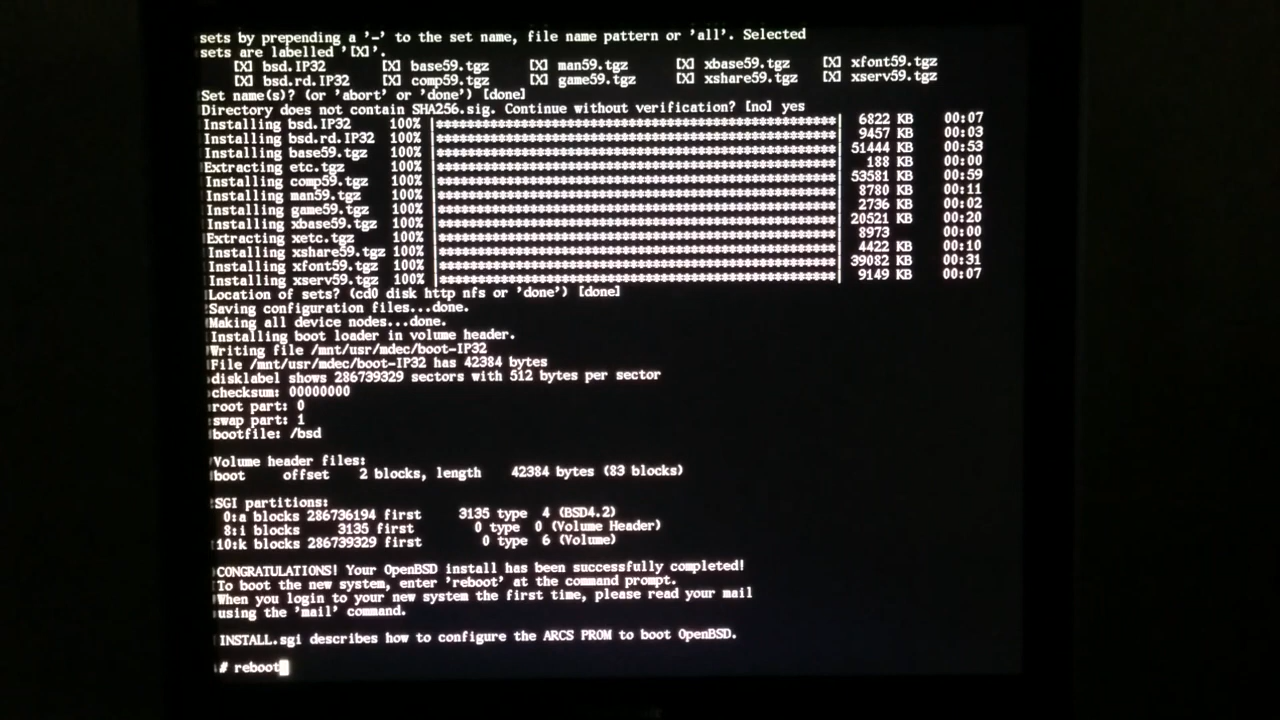 sets by prepending a '-' to the set name, file name pattern or 'all'. Selected
sets are labelled '[X]'.
[X] bsd.IP32 [X] base59.tgz [X] man59.tgz [X] xbase59.tgz [X] xfont59.tgz
[X] bsd.rd.IP32 [X] comp59.tgz [X] game59.tgz [X] xshare59.tgz [X] xserv59.tgz
Set name(s)? (or 'abort' or 'done') [done]
Directory does not contain SHA256.sig. Continue without verification? [no] yes
Installing bsd.IP32 100% |**************************************************| 6822 KB 00:07
Installing bsd.rd.IP32 100% |**************************************************| 9457 KB 00:03
Installing base59.tgz 100% |**************************************************| 51444 KB 00:53
Extracting etc.tgz 100% |**************************************************| 188 KB 00:00
Installing comp59.tgz 100% |**************************************************| 53581 KB 00:59
Installing man59.tgz 100% |**************************************************| 8780 KB 00:11
Installing game59.tgz 100% |**************************************************| 2736 KB 00:02
Installing xbase59.tgz 100% |**************************************************| 20521 KB 00:20
Extracting xetc.tgz 100% |**************************************************| 8973 00:00
Installing xshare59.tgz 100% |**************************************************| 4422 KB 00:10
Installing xfont59.tgz 100% |**************************************************| 39082 KB 00:31
Installing xserv59.tgz 100% |**************************************************| 9149 KB 00:07
Location of sets? (cd0 disk http nfs or 'done') [done]
Saving configuration files...done.
Making all device nodes...done.
Installing boot loader in volume header.
Writing file /mnt/usr/mdec/boot-IP32
File /mnt/usr/mdec/boot-IP32 has 42384 bytes
disklabel shows 286739329 sectors with 512 bytes per sector
checksum: 00000000
root part: 0
swap part: 1
bootfile: /bsd
Volume header files:
boot offset 2 blocks, length 42384 bytes (83 blocks)
SGI partitions:
0:a blocks 286736194 first 3135 type 4 (BSD4.2)
8:i blocks 3135 first 0 type 0 (Volume Header)
10:k blocks 286739329 first 0 type 6 (Volume)
CONGRATULATIONS! Your OpenBSD install has been successfully completed!
To boot the new system, enter 'reboot' at the command prompt.
When you login to your new system the first time, please read your mail
using the 'mail' command.
INSTALL.sgi describes how to configure the ARCS PROM to boot OpenBSD.
# reboot